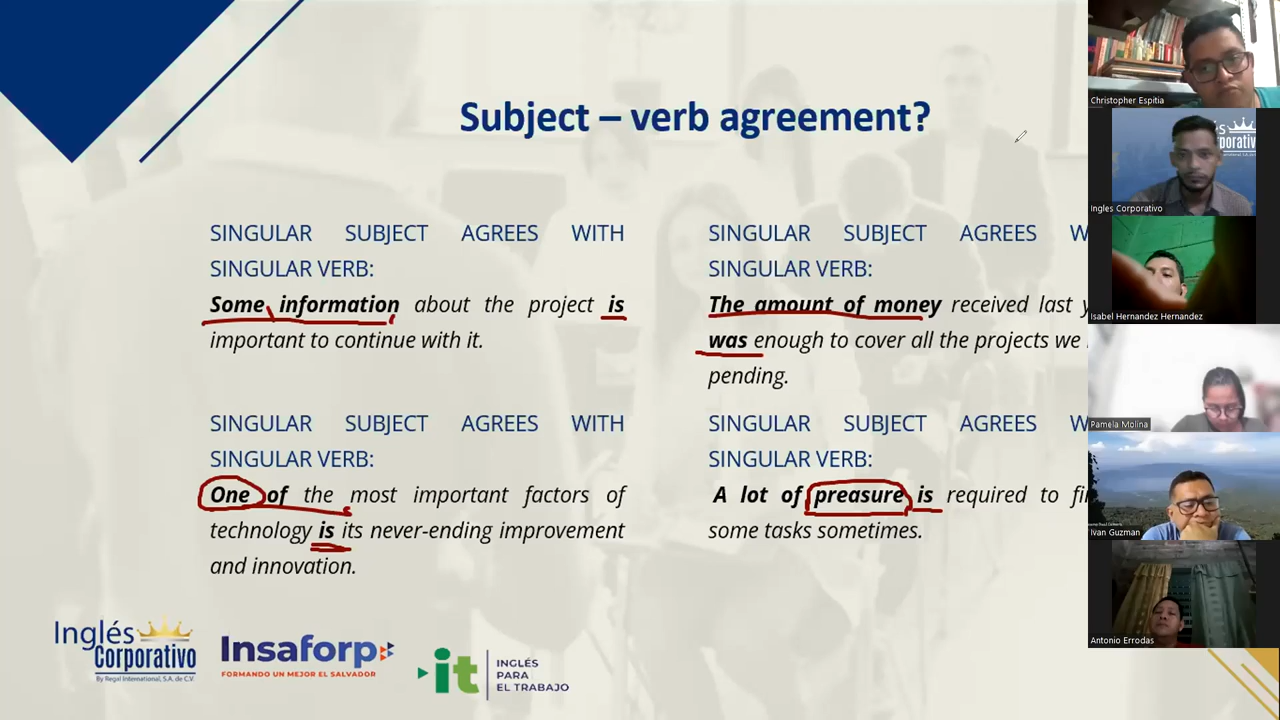 Subject – verb agreement?
SINGULAR SUBJECT AGREES WITH
SINGULAR VERB:
Some information about the project is
important to continue with it.
SINGULAR SUBJECT AGREES WITH
SINGULAR VERB:
One of the most important factors of
technology is its never-ending improvement
and innovation.
SINGULAR SUBJECT AGREES
SINGULAR VERB:
The amount of money received last
was enough to cover all the projects we
pending.
SINGULAR SUBJECT AGREES
SINGULAR VERB:
A lot of preasure is required to
some tasks sometimes.
Inglés
Corporativo
By Regal International, S.A. de C.V.
Insaforp
FORMANDO UN MEJOR EL SALVADOR
it
INGLÉS
PARA
EL TRABAJO
Christopher Espitia
Ingles Corporativo
Isabel Hernandez Hernandez
Pamela Molina
Ivan Guzman
Antonio Errodas